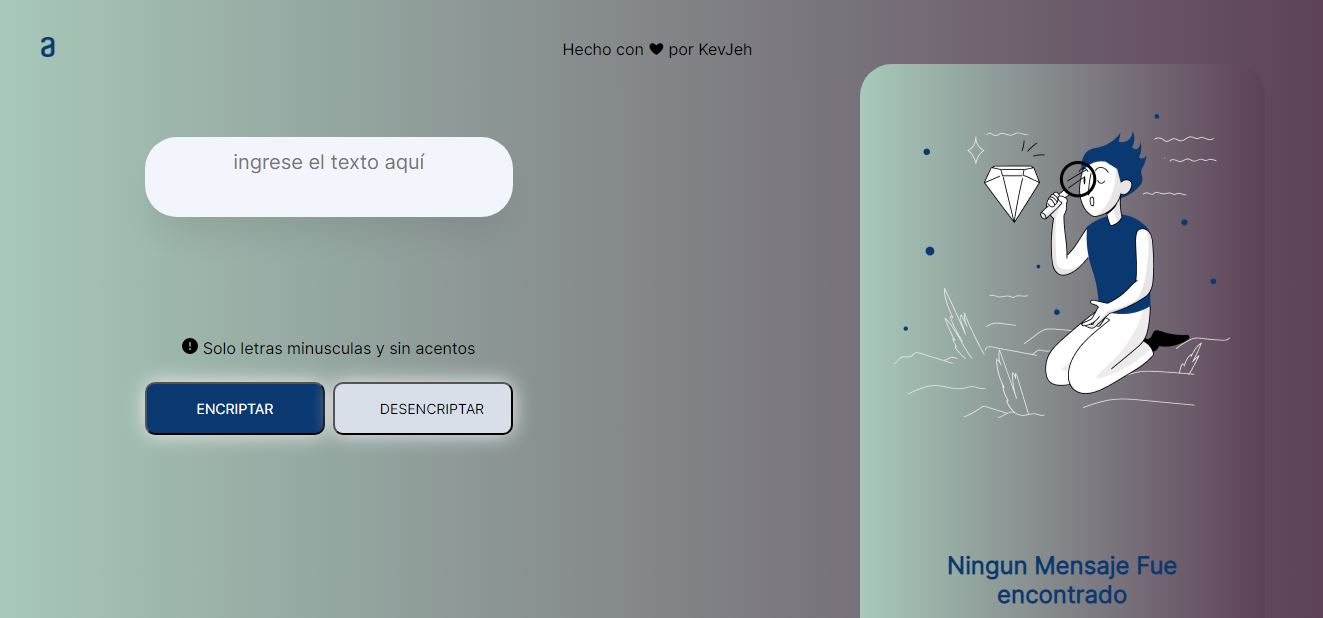 a
Hecho con ♥ por KevJeh
ingrese el texto aquí
Solo letras minusculas y sin acentos
ENCRIPTAR
DESENCRIPTAR
Ningun Mensaje Fue
encontrado